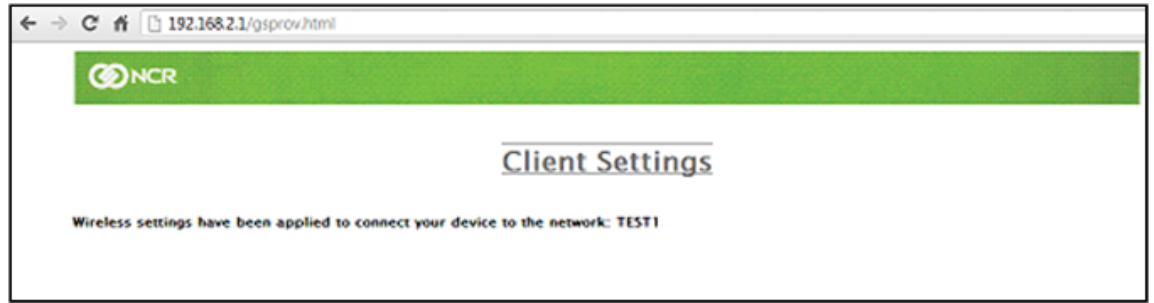 192.168.2.1/gsprov.html
NCR
Client Settings
Wireless settings have been applied to connect your device to the network: TEST1